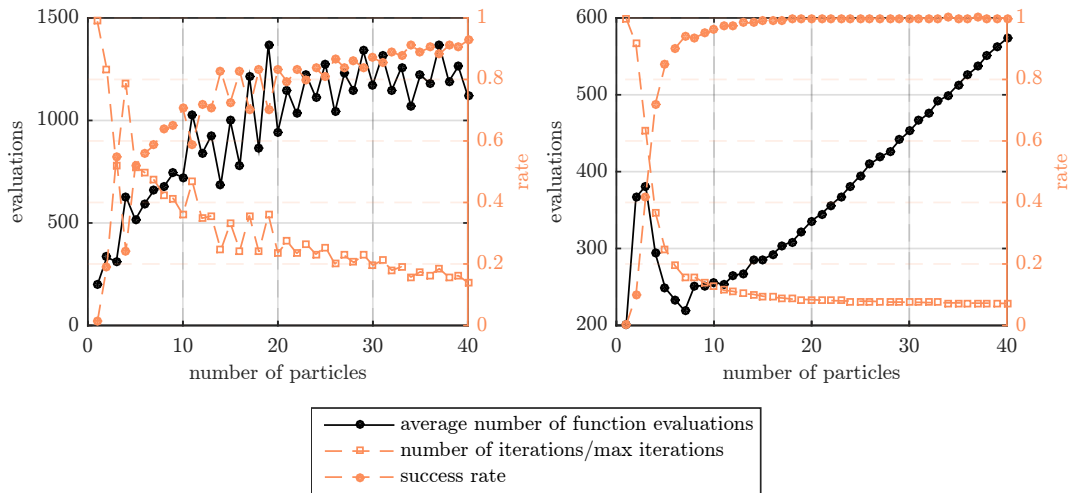 1500
1000
500
0
evaluations
1
0.8
0.6
0.4
0.2
0
rate
0 10 20 30 40
number of particles
600
500
400
300
200
evaluations
1
0.8
0.6
0.4
0.2
0
rate
0 10 20 30 40
number of particles
average number of function evaluations
number of iterations/max iterations
success rate